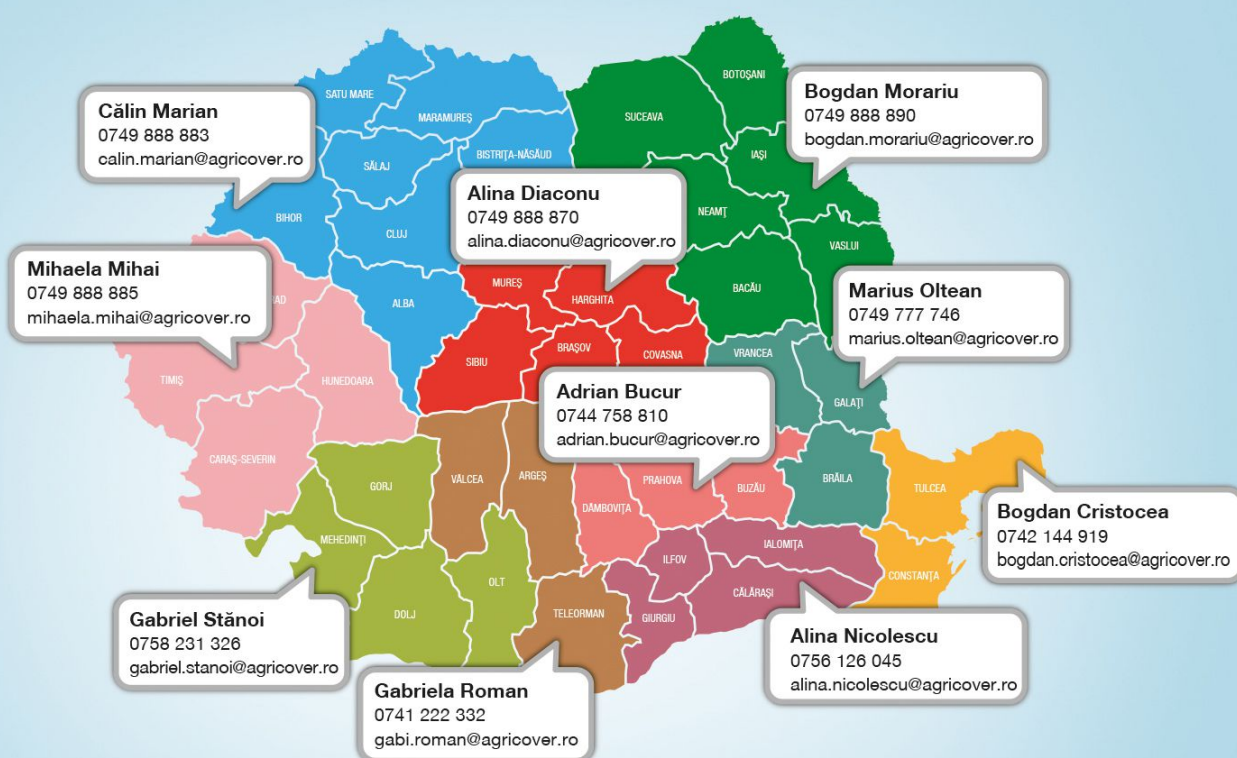 BOTOȘANI
SUCEAVA
SATU MARE
MARAMUREȘ
Călin Marian
0749 888 883
calin.marian@agricover.ro
Bogdan Morariu
0749 888 890
bogdan.morariu@agricover.ro
IAȘI
SĂLAJ
BISTRIȚA-NĂSĂUD
Alina Diaconu
0749 888 870
alina.diaconu@agricover.ro
NEAMȚ
BIHOR
CLUJ
VASLUI
Mihaela Mihai
0749 888 885
mihaela.mihai@agricover.ro
MUREȘ
HARGHITA
BACĂU
ALBA
Marius Oltean
0749 777 746
marius.oltean@agricover.ro
SIBIU
BRAȘOV
COVASNA
VRANCEA
TIMIȘ
HUNEDOARA
GALAȚI
Adrian Bucur
0744 758 810
adrian.bucur@agricover.ro
CARAȘ-SEVERIN
GORJ
VÂLCEA
ARGEȘ
PRAHOVA
BUZĂU
BRĂILA
TULCEA
DÂMBOVIȚA
Bogdan Cristocea
0742 144 919
bogdan.cristocea@agricover.ro
MEHEDINȚI
OLT
ILFOV
IALOMIȚA
CONSTANȚA
CĂLĂRAȘI
DOLJ
TELEORMAN
GIURGIU
Gabriel Stănoi
0758 231 326
gabriel.stanoi@agricover.ro
Alina Nicolescu
0756 126 045
alina.nicolescu@agricover.ro
Gabriela Roman
0741 222 332
gabi.roman@agricover.ro